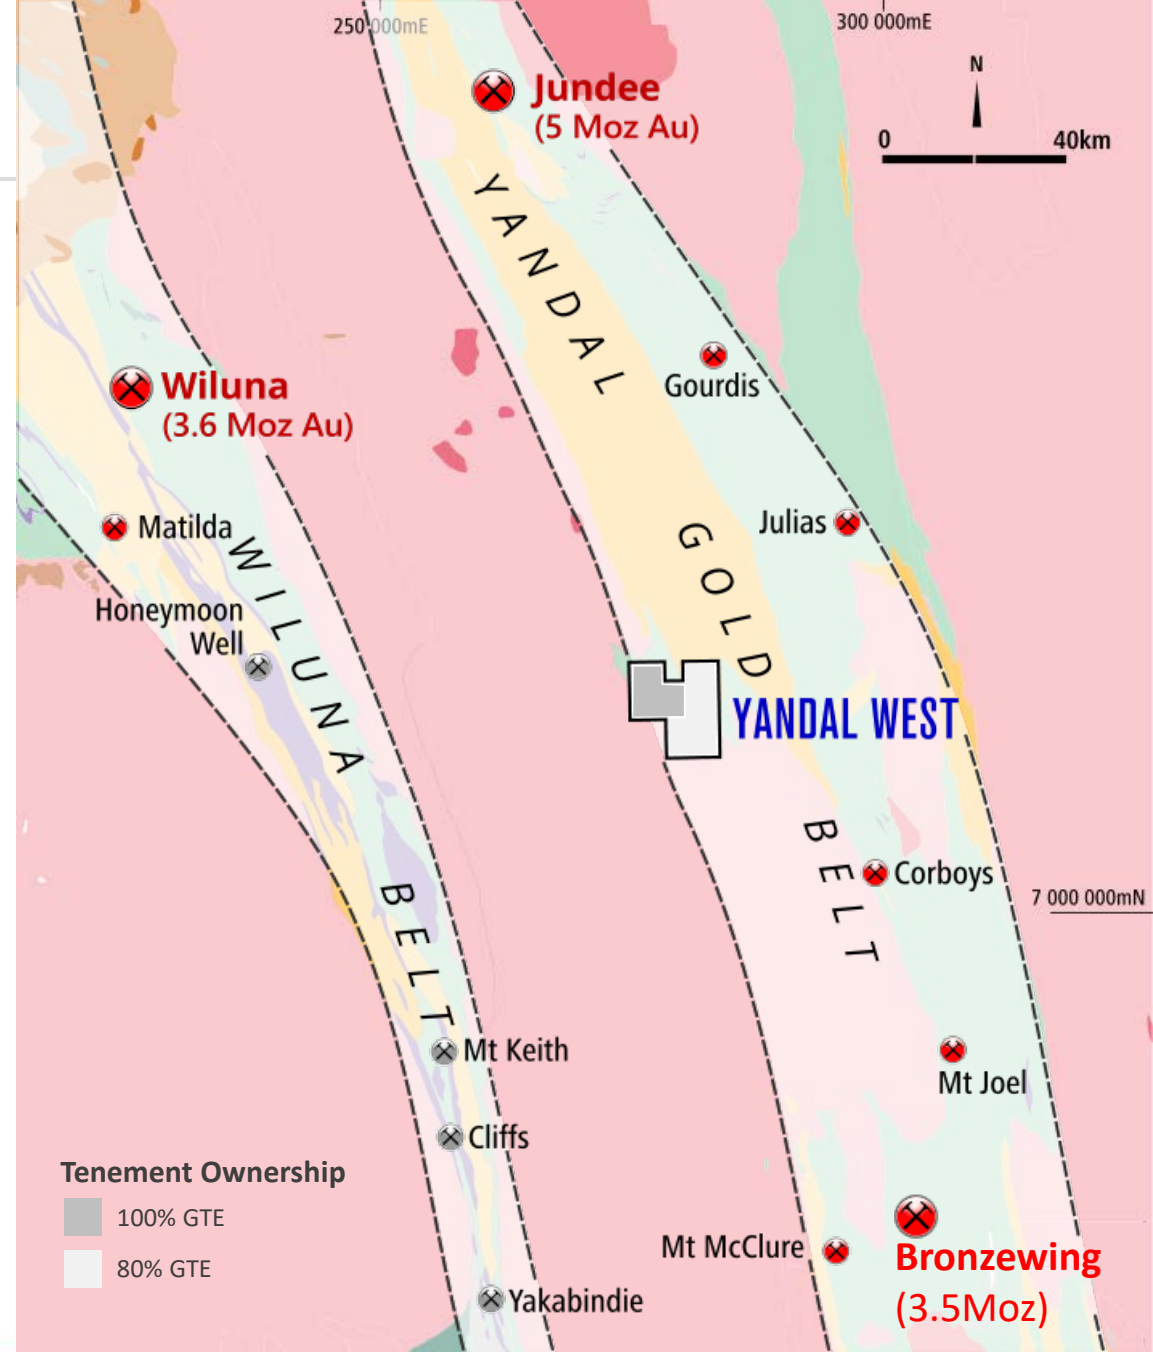 250 000mE
300 000mE
N
0 40km
Jundee
(5 Moz Au)
YANDAL GOLD BELT
Gourdis
Wiluna
(3.6 Moz Au)
Julias
Matilda
WILUNA BELT
Honeymoon
Well
YANDAL WEST
Corboys
7 000 000mN
Mt Keith
Mt Joel
Cliffs
Tenement Ownership
100% GTE
80% GTE
Mt McClure
Bronzewing
(3.5Moz)
Yakabindie